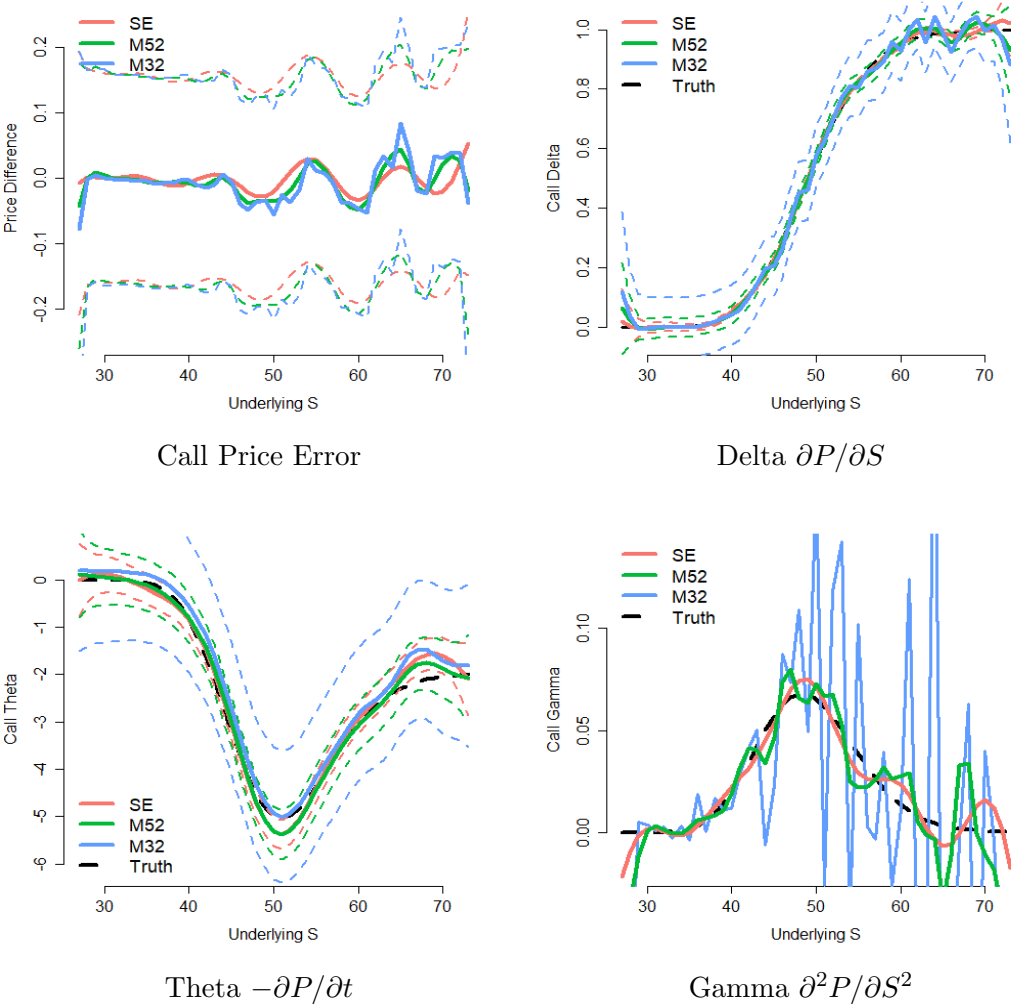 SE
M52
M32
Price Difference
0.2
0.1
0.0
-0.1
-0.2
30 40 50 60 70
Underlying S
Call Price Error
SE
M52
M32
Truth
Call Delta
1.0
0.8
0.6
0.4
0.2
0.0
30 40 50 60 70
Underlying S
Delta ∂P/∂S
Call Theta
0
-1
-2
-3
-4
-5
-6
SE
M52
M32
Truth
30 40 50 60 70
Underlying S
Theta −∂P/∂t
SE
M52
M32
Truth
Call Gamma
0.10
0.05
0.00
30 40 50 60 70
Underlying S
Gamma ∂²P/∂S²